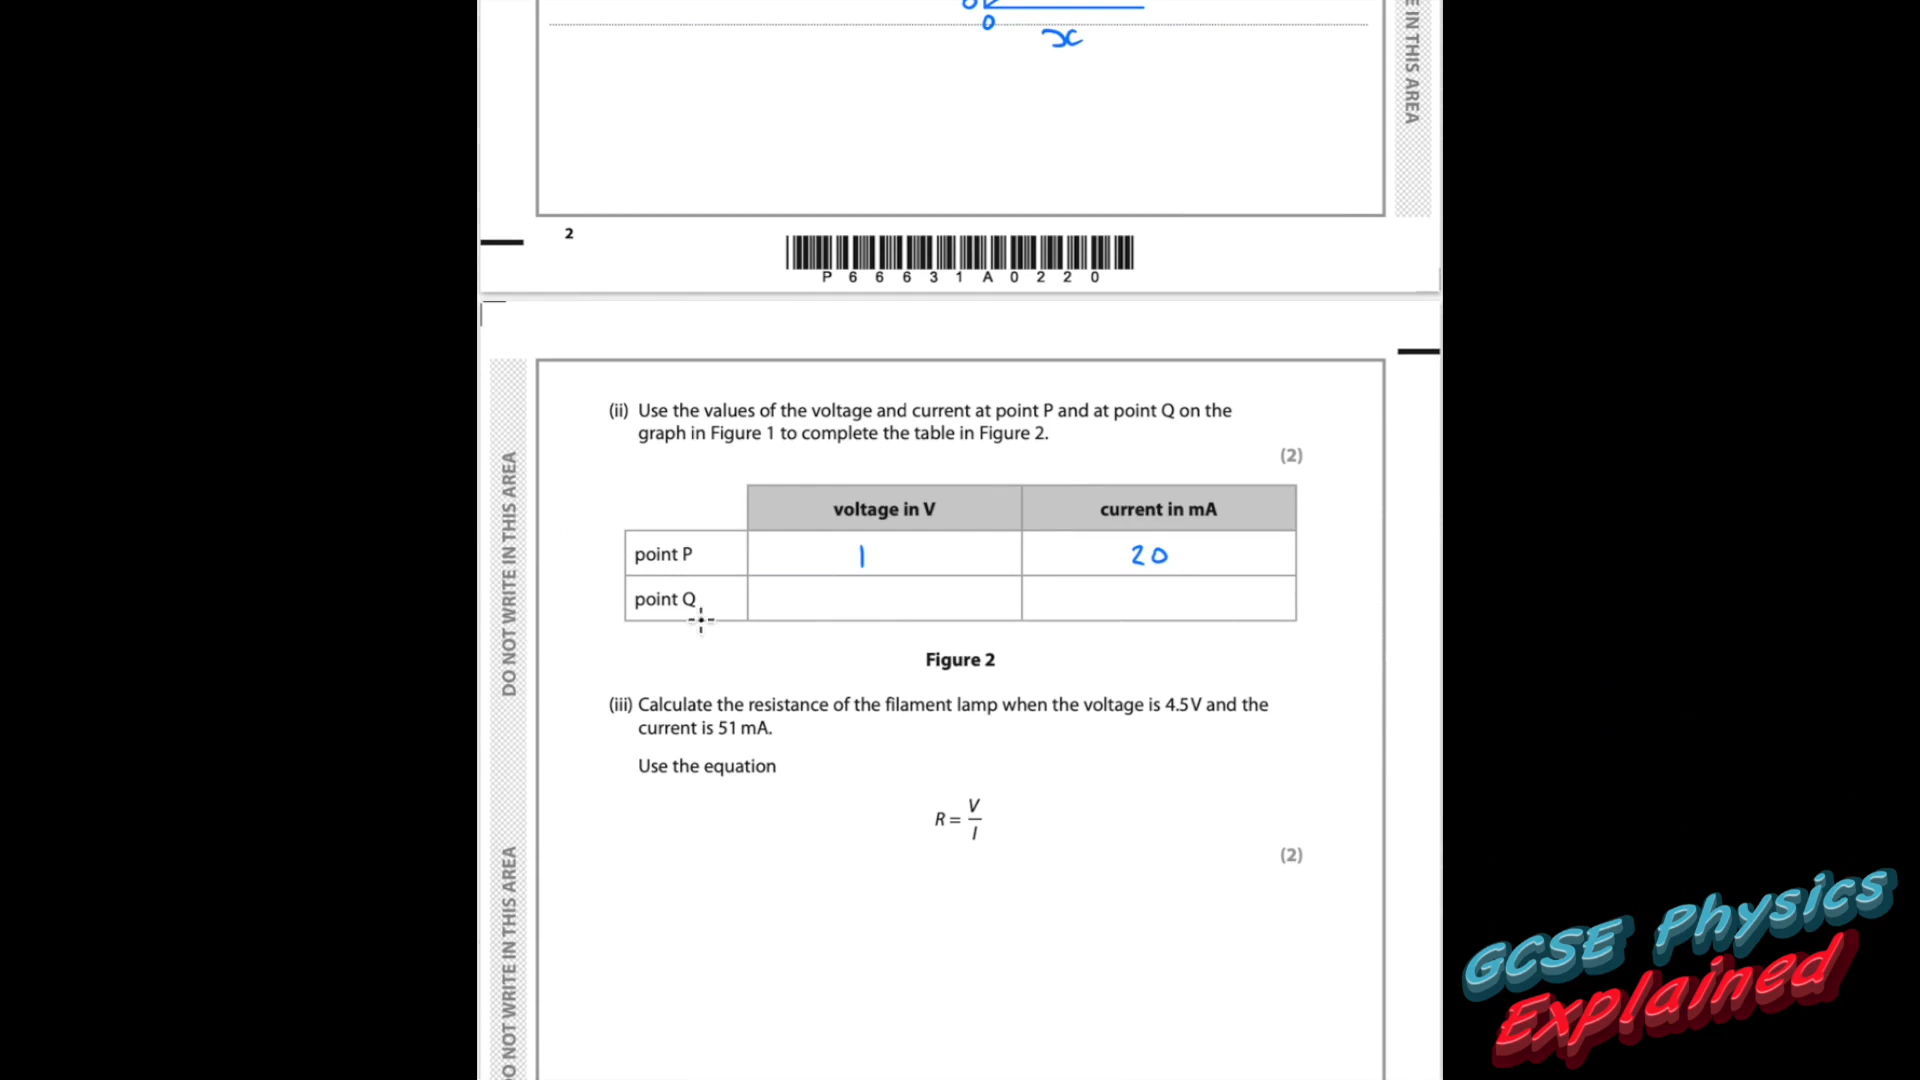 0
0
x
E IN THIS AREA
2
P 6 6 6 3 1 A 0 2 2 0
DO NOT WRITE IN THIS AREA
(ii) Use the values of the voltage and current at point P and at point Q on the
graph in Figure 1 to complete the table in Figure 2.
(2)
voltage in V current in mA
point P 1 20
point Q
Figure 2
(iii) Calculate the resistance of the filament lamp when the voltage is 4.5 V and the
current is 51 mA.
Use the equation
R = V / I
(2)
O NOT WRITE IN THIS AREA
GCSE Physics
Explained